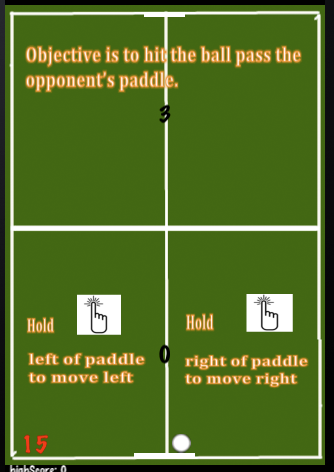 Objective is to hit the ball pass the
opponent's paddle.
3
Hold
Hold
left of paddle
to move left
0
right of paddle
to move right
15
highScore: 0